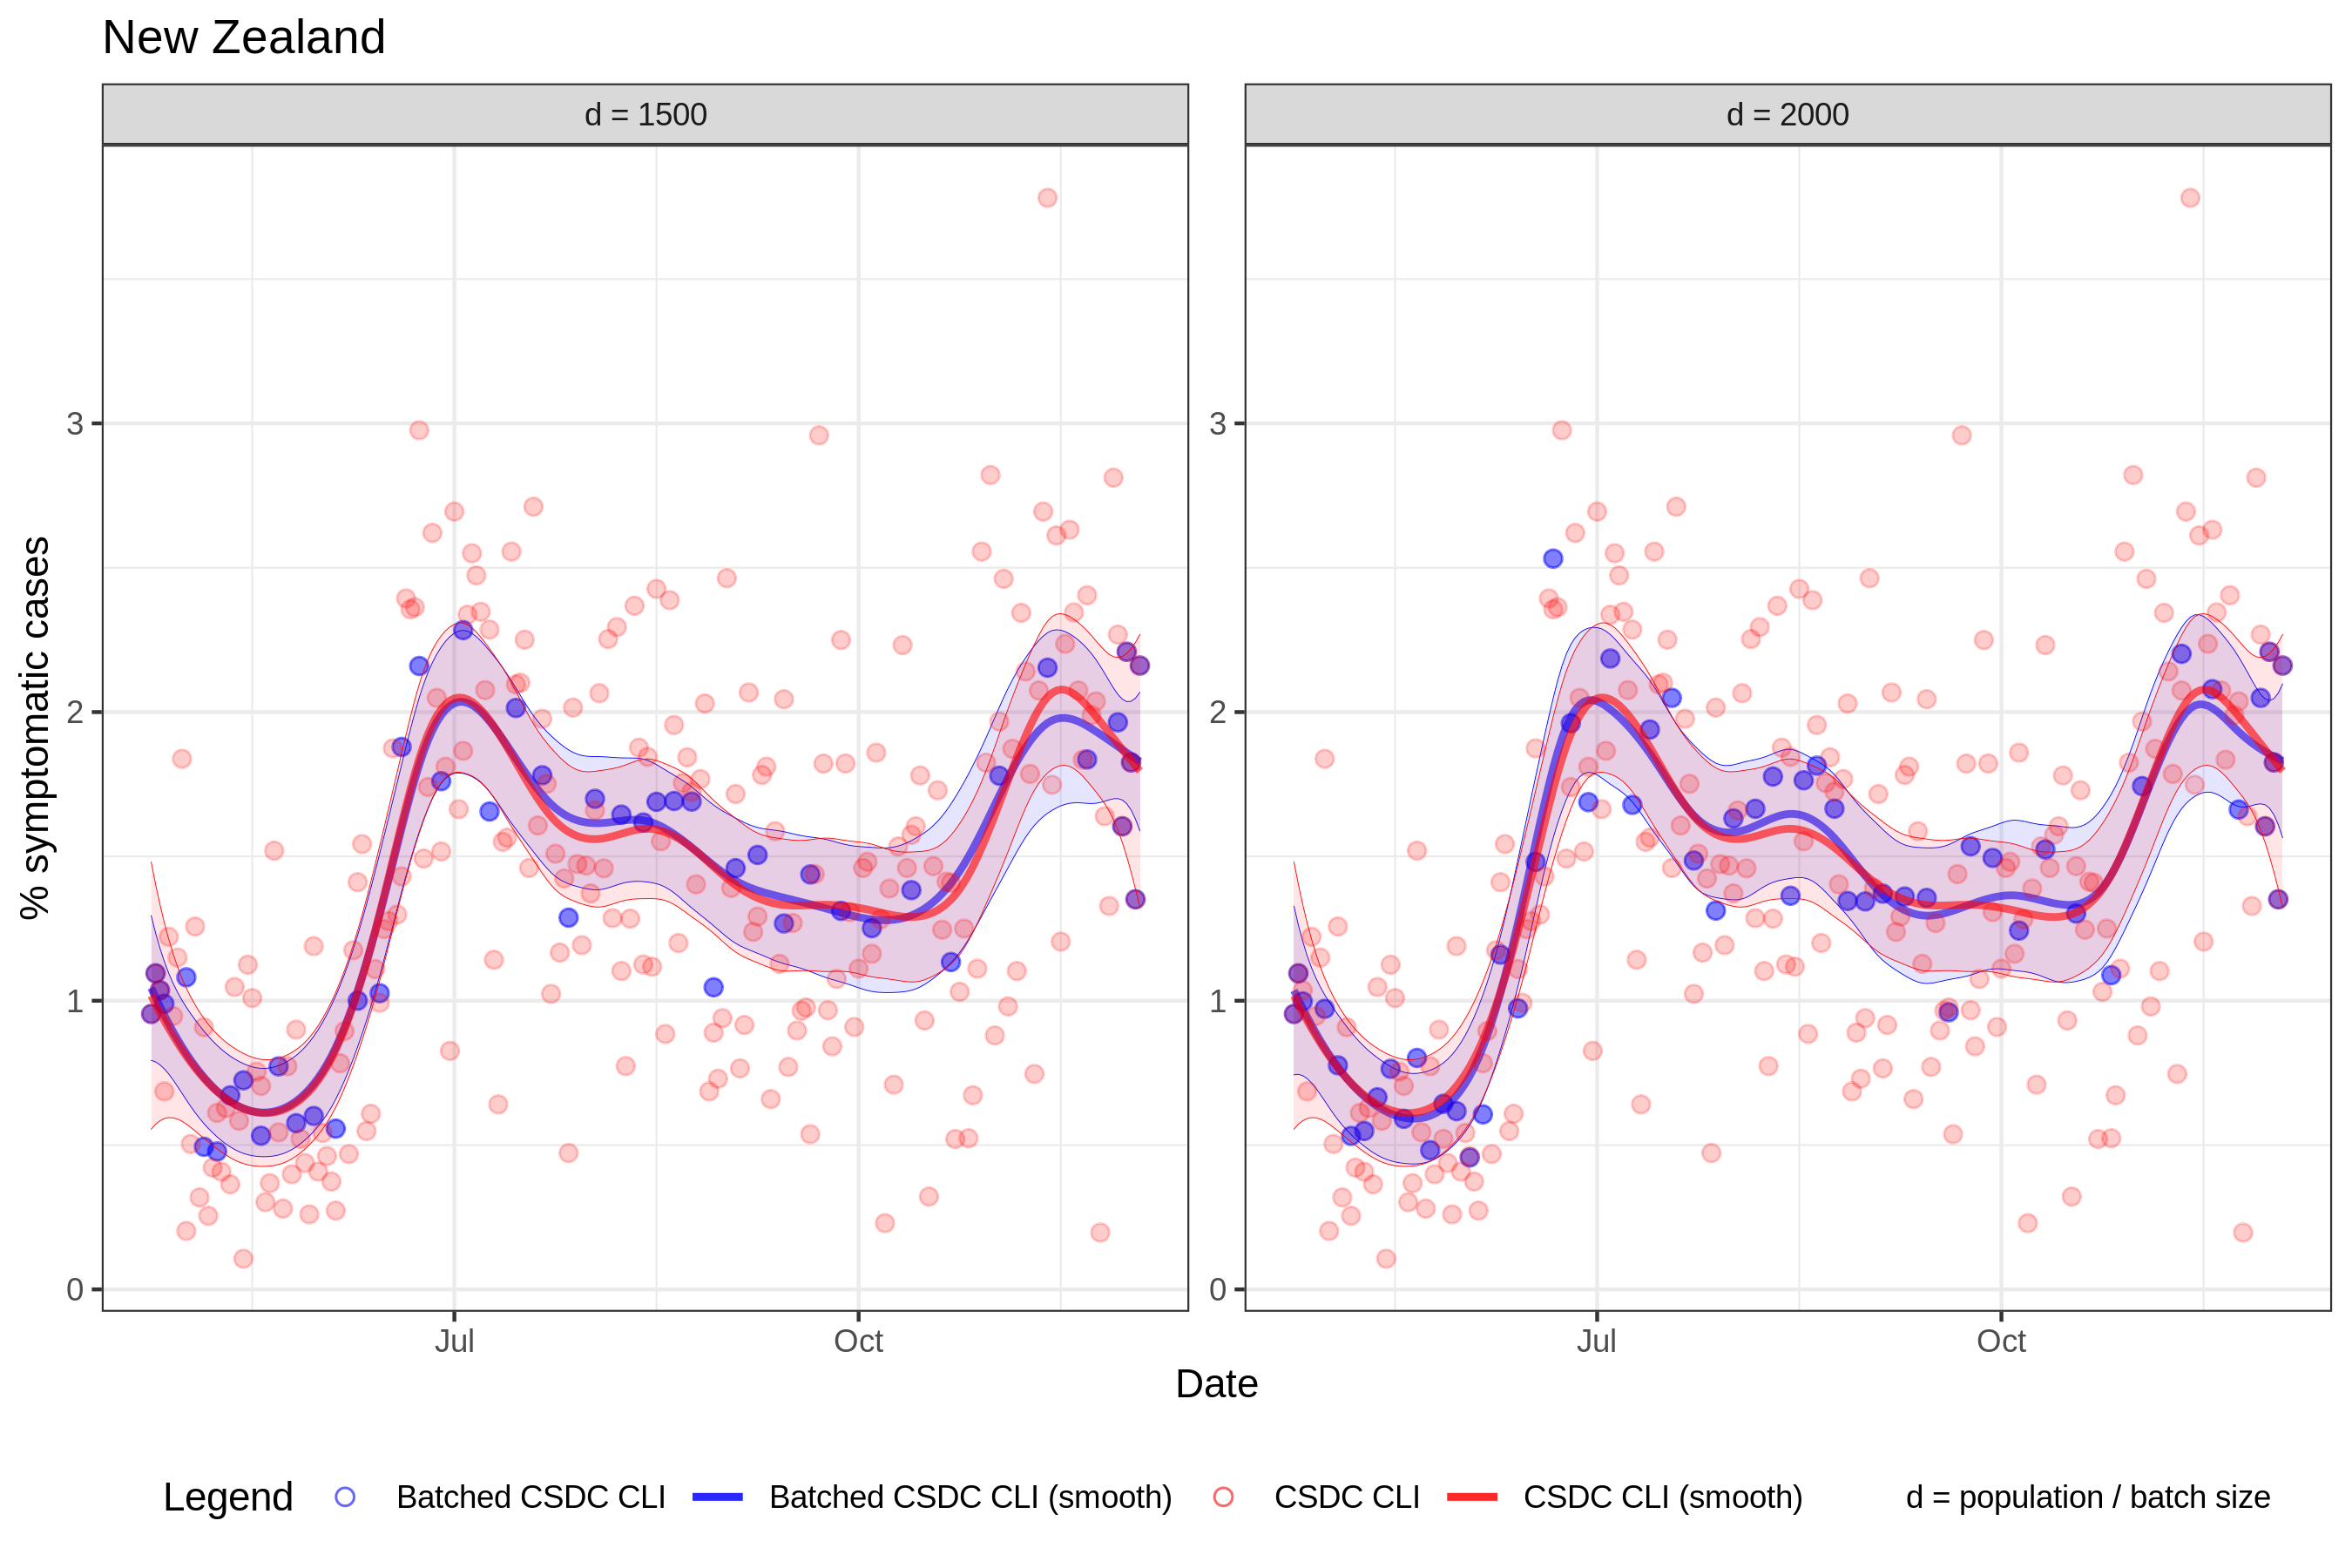 New Zealand
d = 1500
d = 2000
% symptomatic cases
3
2
1
0
3
2
1
0
Jul
Oct
Jul
Oct
Date
Legend
Batched CSDC CLI
Batched CSDC CLI (smooth)
CSDC CLI
CSDC CLI (smooth)
d = population / batch size